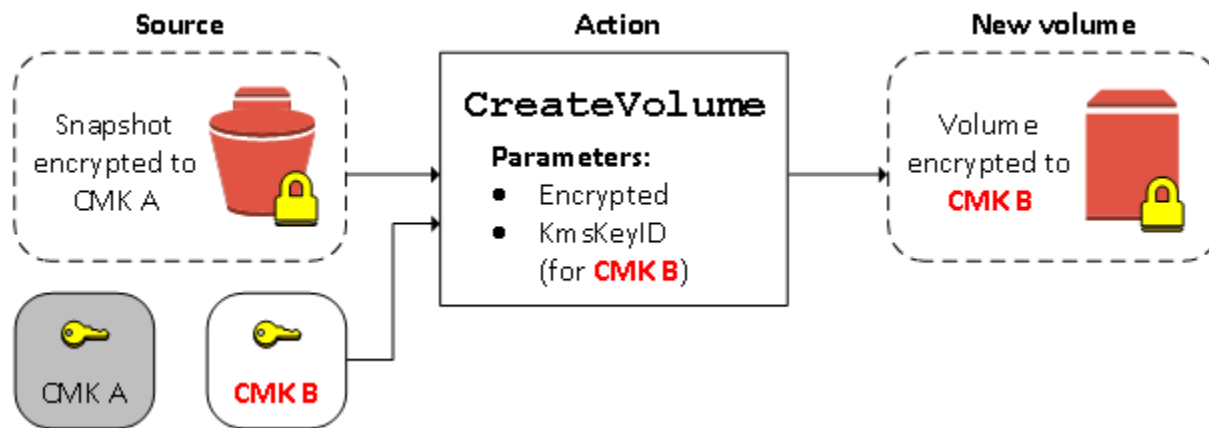 Source
Action
New volume
Snapshot
encrypted to
CMK A
CreateVolume
Parameters:
● Encrypted
● KmsKeyID
(for CMK B)
Volume
encrypted to
CMK B
CMK A
CMK B